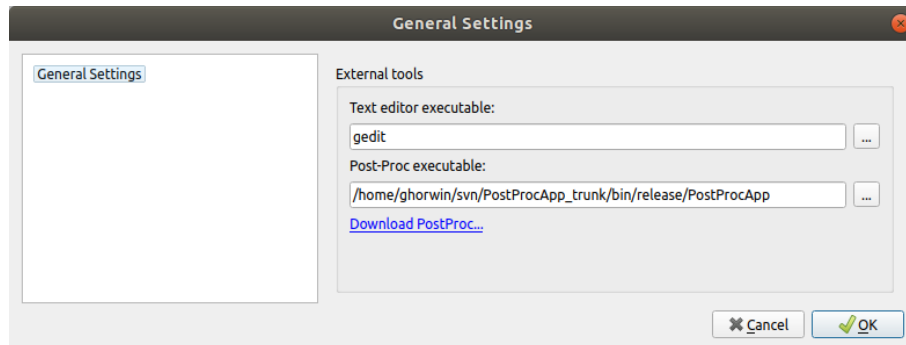 General Settings
General Settings
External tools
Text editor executable:
gedit
...
Post-Proc executable:
/home/ghorwin/svn/PostProcApp_trunk/bin/release/PostProcApp
...
Download PostProc...
Cancel
OK